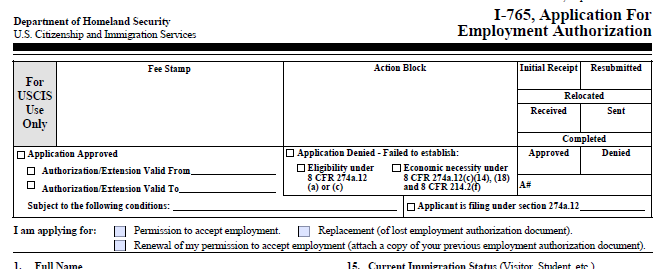 I-765, Application For
Department of Homeland Security
U.S. Citizenship and Immigration Services
Employment Authorization
For
USCIS
Use
Only
Fee Stamp
Action Block
Initial Receipt
Resubmitted
Relocated
Received
Sent
Completed
Approved
Denied
A#
Application Approved
Authorization/Extension Valid From
Authorization/Extension Valid To
Application Denied - Failed to establish:
Eligibility under
8 CFR 274a.12
(a) or (c)
Economic necessity under
8 CFR 274a.12(c)(14), (18)
and 8 CFR 214.2(f)
Subject to the following conditions:
Applicant is filing under section 274a.12
I am applying for: Permission to accept employment. Replacement (of lost employment authorization document).
Renewal of my permission to accept employment (attach a copy of your previous employment authorization document).
1. Full Name
15. Current Immigration Status (Visitor, Student, etc.)